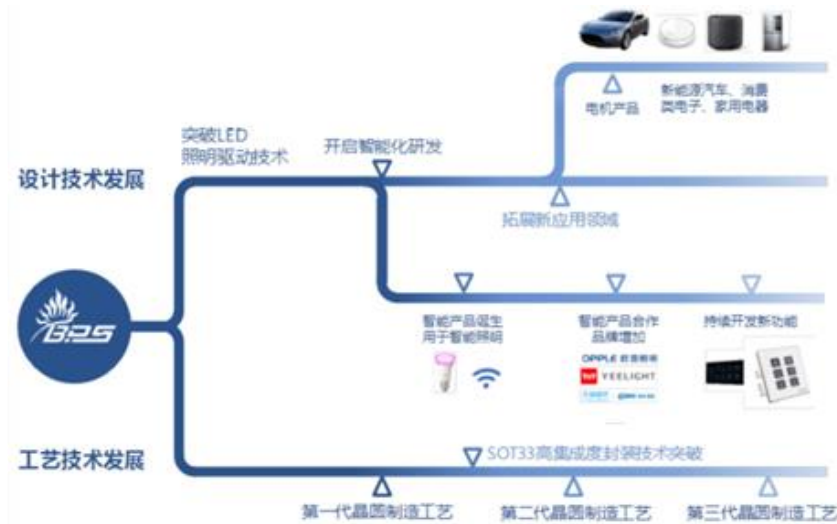 新能源汽车、消费
类电子、家用电器
电机产品
突破LED
照明驱动技术
开启智能化研发
设计技术发展
拓展新应用领域
BPS
智能产品诞生
用于智能照明
智能产品合作
品牌增加
持续开发新功能
OPPLE 欧普照明
YEELIGHT
工艺技术发展
SOT33高集成度封装技术突破
第一代晶圆制造工艺
第二代晶圆制造工艺
第三代晶圆制造工艺